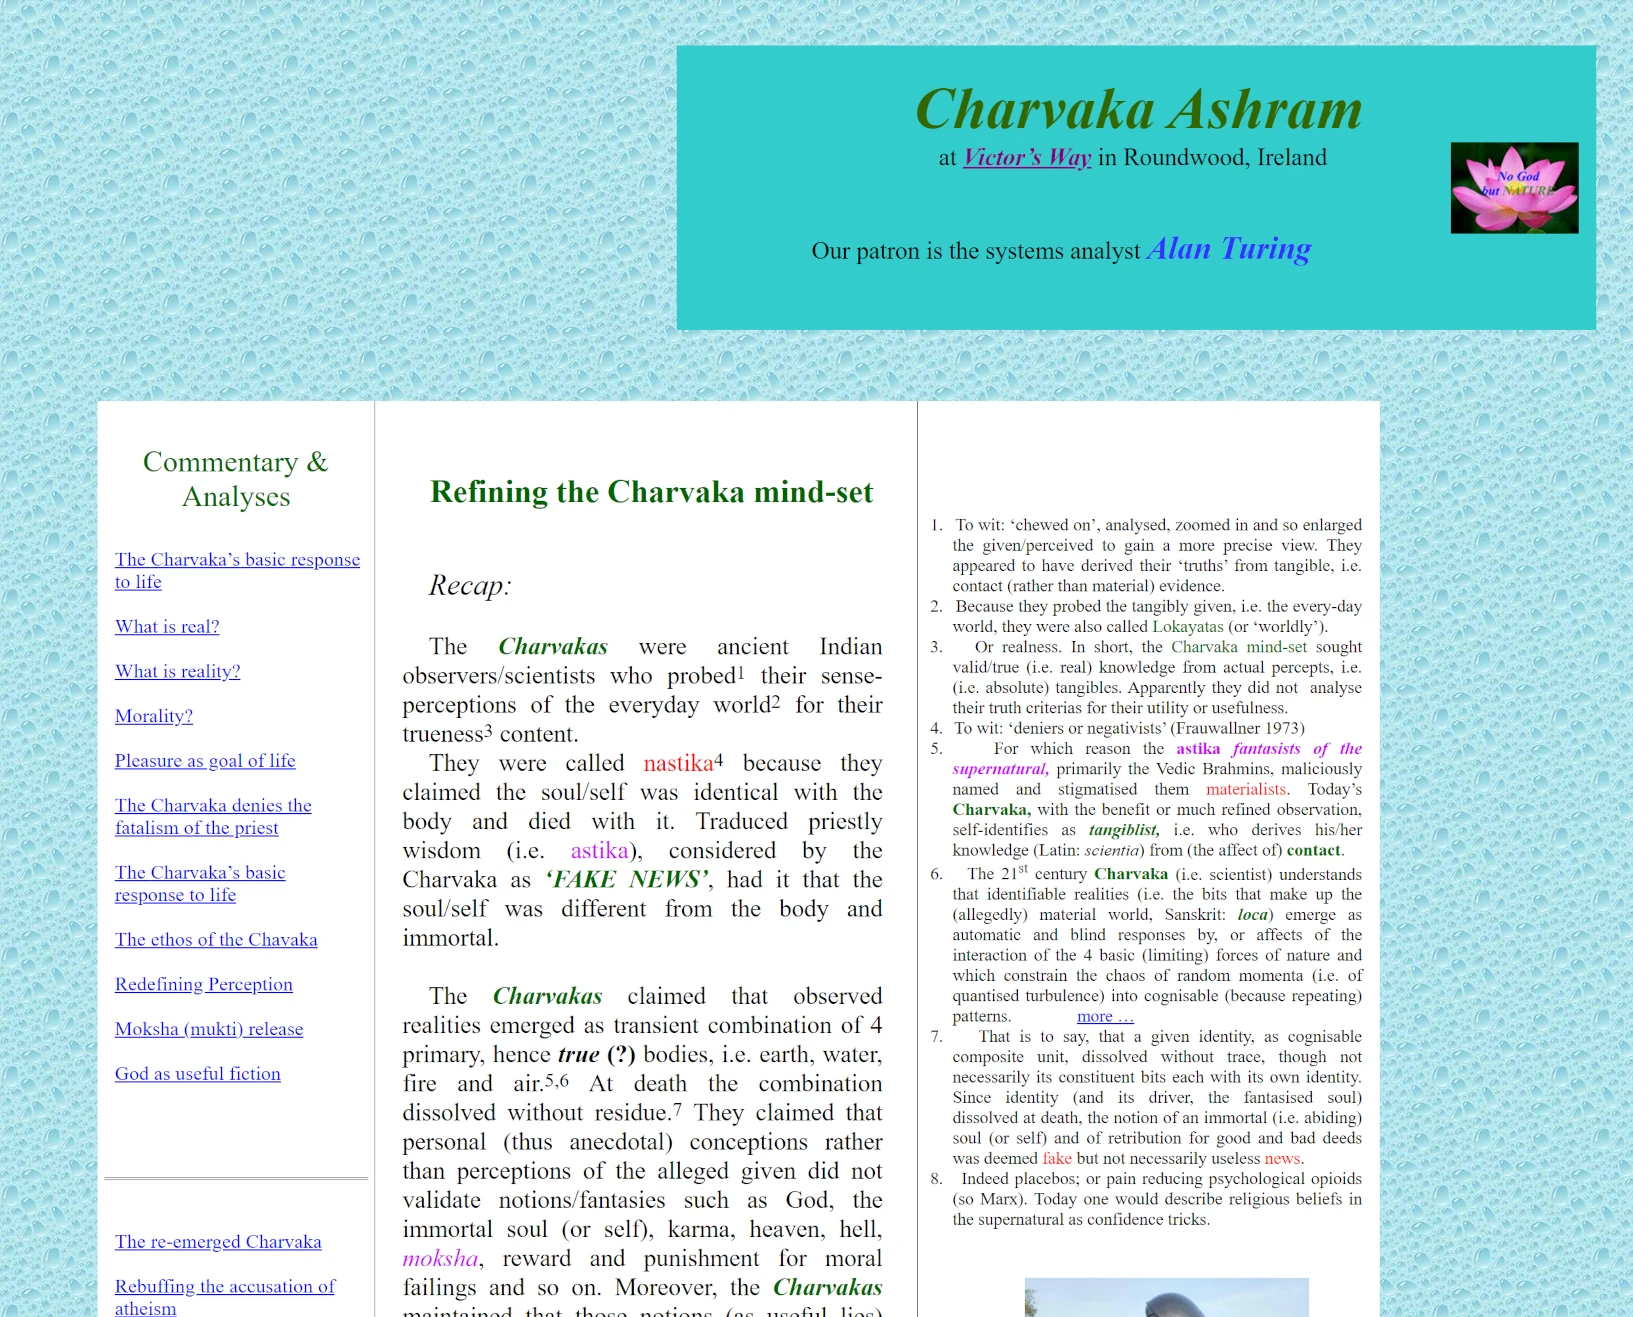 Charvaka Ashram
at Victor’s Way in Roundwood, Ireland
No God
but NATURE
Our patron is the systems analyst Alan Turing
Commentary &
Analyses
The Charvaka’s basic response
to life
What is real?
What is reality?
Morality?
Pleasure as goal of life
The Charvaka denies the
fatalism of the priest
The Charvaka’s basic
response to life
The ethos of the Chavaka
Redefining Perception
Moksha (mukti) release
God as useful fiction
The re-emerged Charvaka
Rebuffing the accusation of
atheism
Refining the Charvaka mind-set
Recap:
The Charvakas were ancient Indian
observers/scientists who probed1 their sense-
perceptions of the everyday world2 for their
trueness3 content.
They were called nastika4 because they
claimed the soul/self was identical with the
body and died with it. Traduced priestly
wisdom (i.e. astika), considered by the
Charvaka as ‘FAKE NEWS’, had it that the
soul/self was different from the body and
immortal.
The Charvakas claimed that observed
realities emerged as transient combination of 4
primary, hence true (?) bodies, i.e. earth, water,
fire and air.5,6 At death the combination
dissolved without residue.7 They claimed that
personal (thus anecdotal) conceptions rather
than perceptions of the alleged given did not
validate notions/fantasies such as God, the
immortal soul (or self), karma, heaven, hell,
moksha, reward and punishment for moral
failings and so on. Moreover, the Charvakas
maintained that those notions (as useful lies)
1. To wit: ‘chewed on’, analysed, zoomed in and so enlarged
the given/perceived to gain a more precise view. They
appeared to have derived their ‘truths’ from tangible, i.e.
contact (rather than material) evidence.
2. Because they probed the tangibly given, i.e. the every-day
world, they were also called Lokayatas (or ‘worldly’).
3. Or realness. In short, the Charvaka mind-set sought
valid/true (i.e. real) knowledge from actual percepts, i.e.
(i.e. absolute) tangibles. Apparently they did not analyse
their truth criterias for their utility or usefulness.
4. To wit: ‘deniers or negativists’ (Frauwallner 1973)
5. For which reason the astika fantasists of the
supernatural, primarily the Vedic Brahmins, maliciously
named and stigmatised them materialists. Today’s
Charvaka, with the benefit or much refined observation,
self-identifies as tangiblist, i.e. who derives his/her
knowledge (Latin: scientia) from (the affect of) contact.
6. The 21st century Charvaka (i.e. scientist) understands
that identifiable realities (i.e. the bits that make up the
(allegedly) material world, Sanskrit: loca) emerge as
automatic and blind responses by, or affects of the
interaction of the 4 basic (limiting) forces of nature and
which constrain the chaos of random momenta (i.e. of
quantised turbulence) into cognisable (because repeating)
patterns. more …
7. That is to say, that a given identity, as cognisable
composite unit, dissolved without trace, though not
necessarily its constituent bits each with its own identity.
Since identity (and its driver, the fantasised soul)
dissolved at death, the notion of an immortal (i.e. abiding)
soul (or self) and of retribution for good and bad deeds
was deemed fake but not necessarily useless news.
8. Indeed placebos; or pain reducing psychological opioids
(so Marx). Today one would describe religious beliefs in
the supernatural as confidence tricks.